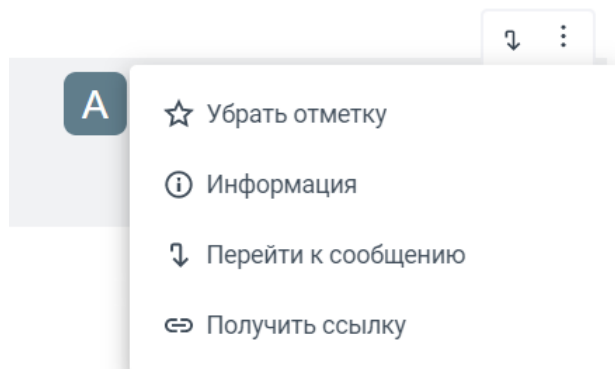 A
Убрать отметку
Информация
Перейти к сообщению
Получить ссылку